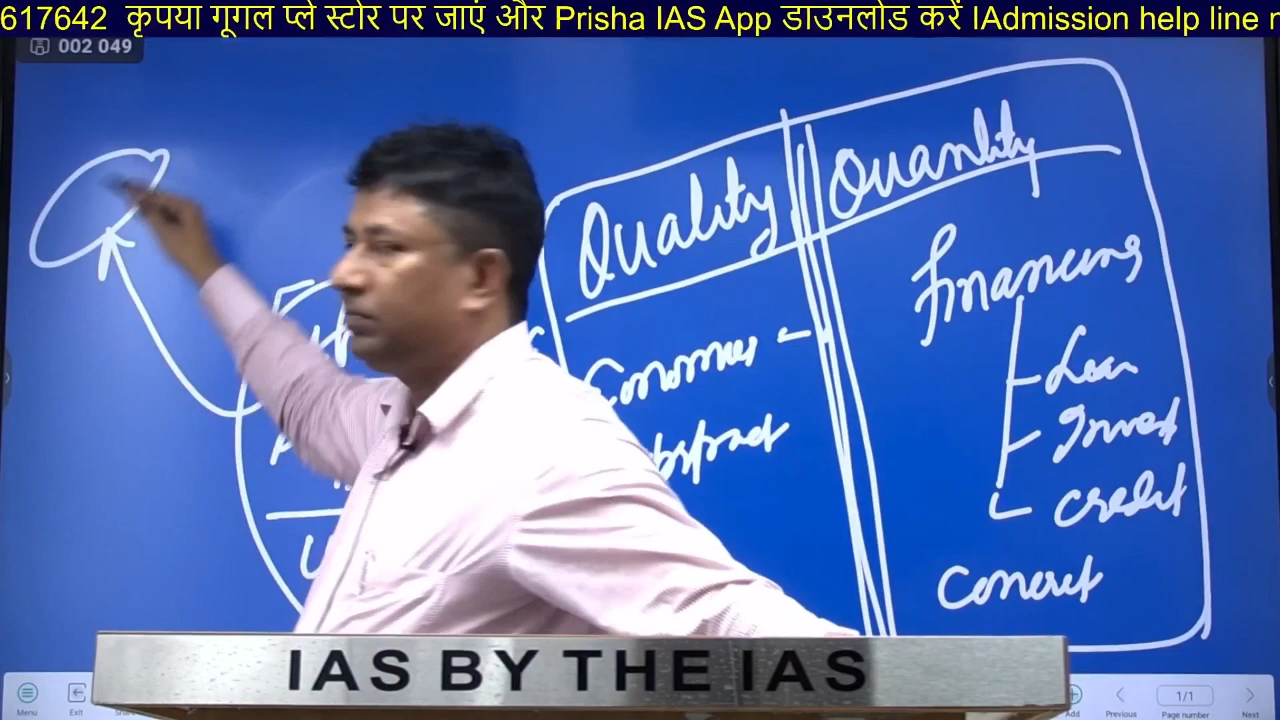 617642 कृपया गूगल प्ले स्टोर पर जाएं और Prisha IAS App डाउनलोड करें IAdmission help line
002 049
Quality
Quantity
Financing
Loan
Invest
Credit
Concret
IAS BY THE IAS
Menu
Exit
Add
Previous
1/1
Page number
Next